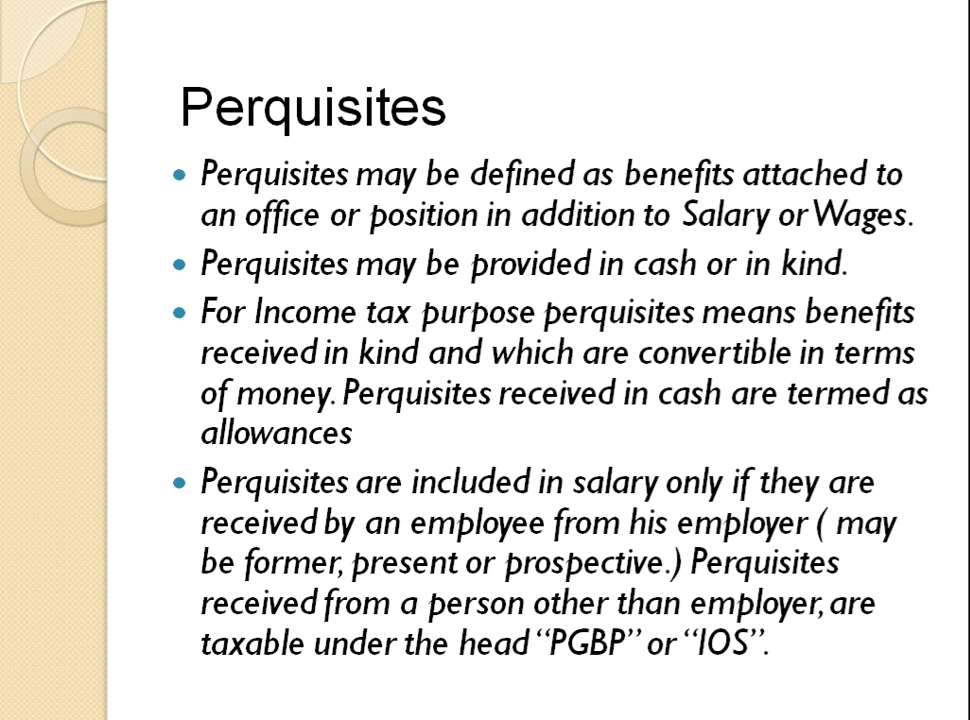 Perquisites
Perquisites may be defined as benefits attached to
an office or position in addition to Salary or Wages.
Perquisites may be provided in cash or in kind.
For Income tax purpose perquisites means benefits
received in kind and which are convertible in terms
of money. Perquisites received in cash are termed as
allowances
Perquisites are included in salary only if they are
received by an employee from his employer ( may
be former, present or prospective.) Perquisites
received from a person other than employer, are
taxable under the head “PGBP” or “IOS”.